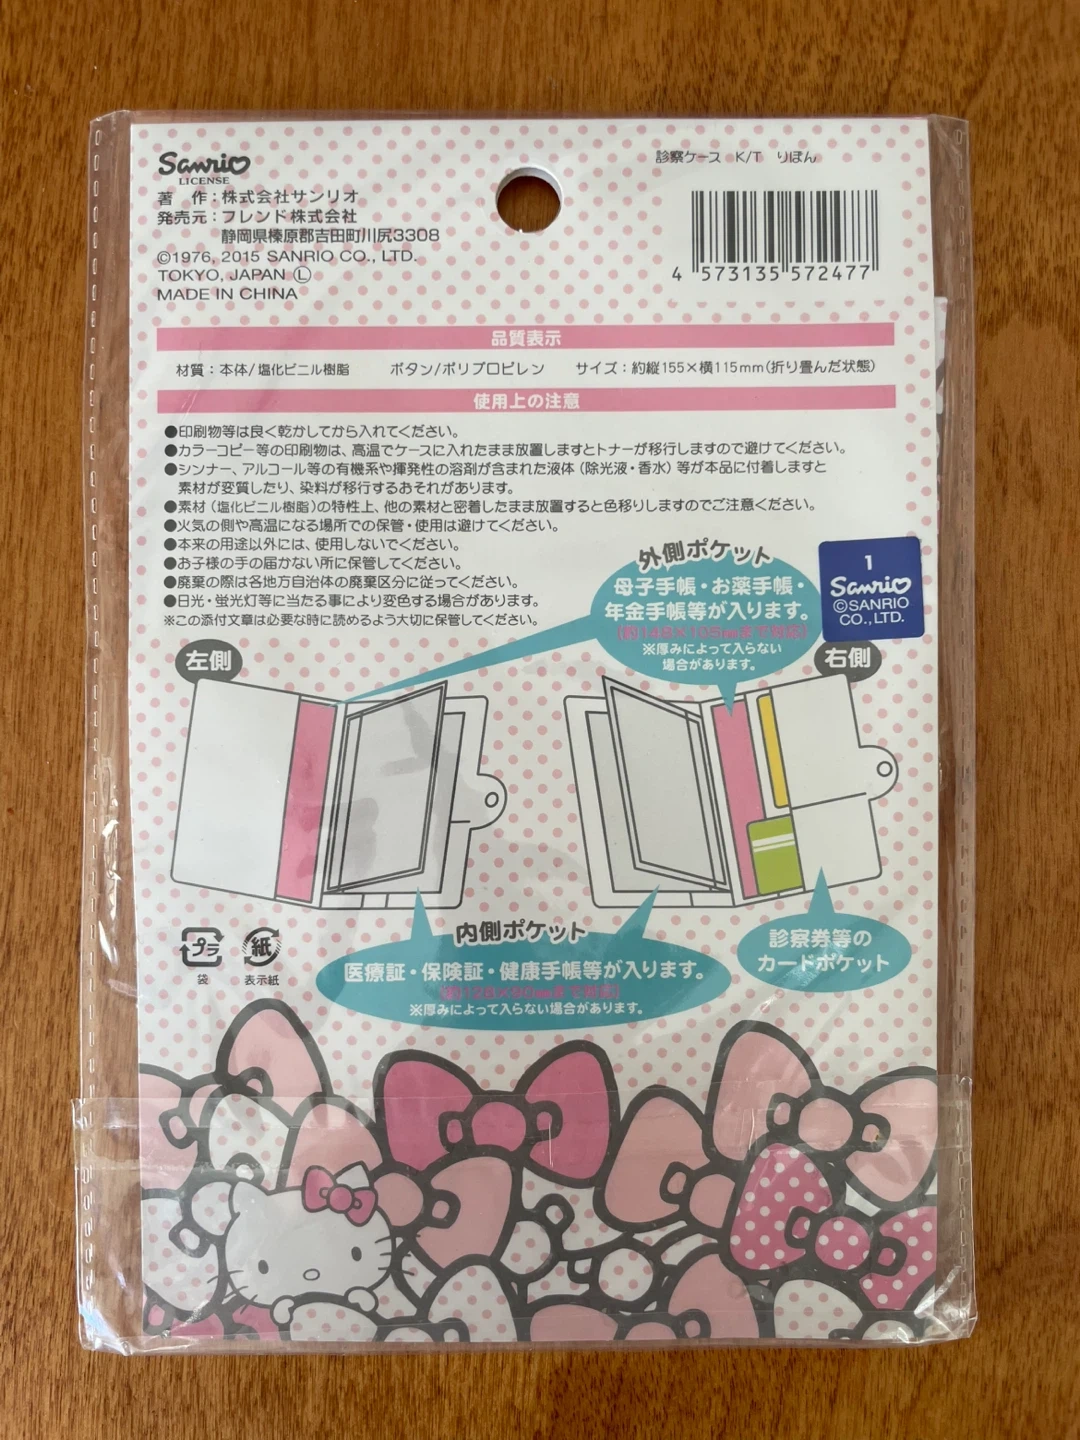 Sanrio
LICENSE
著　作：株式会社サンリオ
発売元：フレンド株式会社
静岡県榛原郡吉田町川尻3308
©1976, 2015 SANRIO CO., LTD.
TOKYO, JAPAN Ⓛ
MADE IN CHINA
診察ケース　K/T　りぼん
4 573135 572477
品質表示
材質：本体/塩化ビニル樹脂　ボタン/ポリプロピレン　サイズ：約縦155×横115mm(折り畳んだ状態)
使用上の注意
●印刷物等は良く乾かしてから入れてください。
●カラーコピー等の印刷物は、高温でケースに入れたまま放置しますとトナーが移行しますので避けてください。
●シンナー、アルコール等の有機系や揮発性の溶剤が含まれた液体（除光液・香水）等が本品に付着しますと
素材が変質したり、染料が移行するおそれがあります。
●素材（塩化ビニル樹脂）の特性上、他の素材と密着したまま放置すると色移りしますのでご注意ください。
●火気の側や高温になる場所での保管・使用は避けてください。
●本来の用途以外には、使用しないでください。
●お子様の手の届かない所に保管してください。
●廃棄の際は各地方自治体の廃棄区分に従ってください。
●日光・蛍光灯等に当たる事により変色する場合があります。
※この添付文章は必要な時に読めるよう大切に保管してください。
外側ポケット
母子手帳・お薬手帳・
年金手帳等が入ります。
(約148×105mmまで対応)
※厚みによって入らない
場合があります。
1
Sanrio
©SANRIO
CO.,LTD.
左側
右側
内側ポケット
医療証・保険証・健康手帳等が入ります。
※厚みによって入らない場合があります。
診察券等の
カードポケット
プラ
袋
紙
表示紙